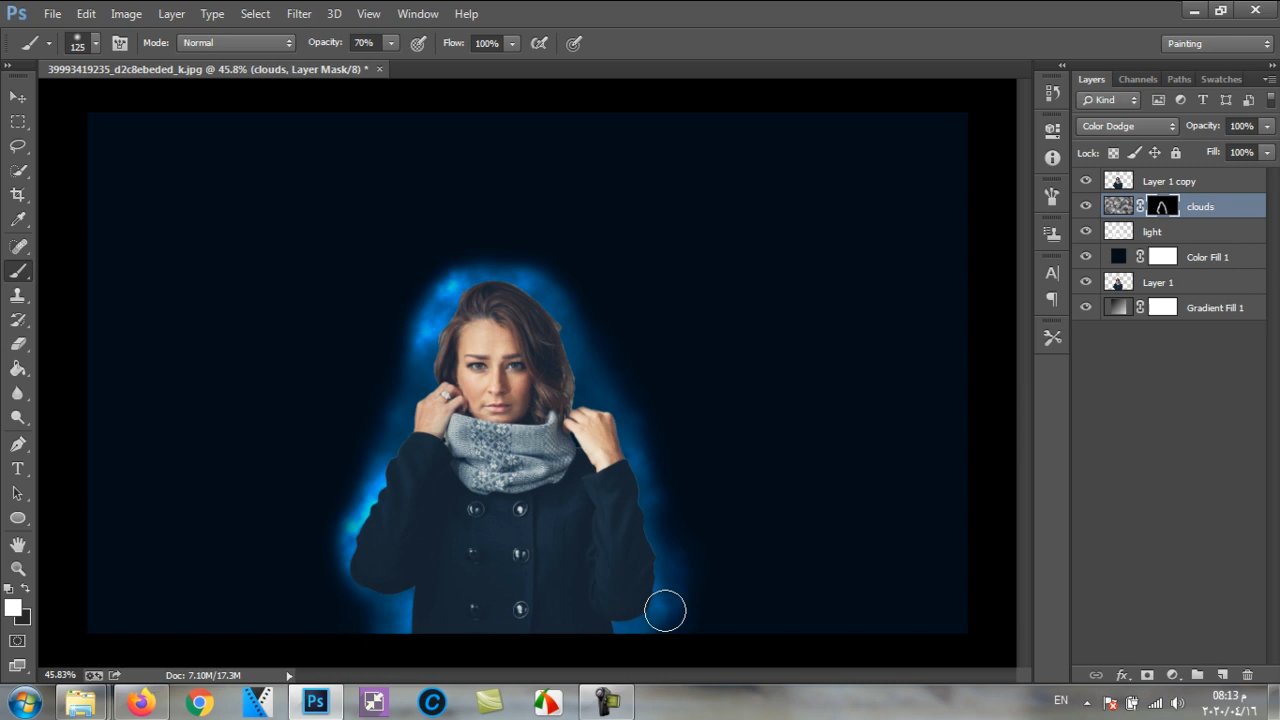 Ps File Edit Image Layer Type Select Filter 3D View Window Help
125 Mode: Normal Opacity: 70% Flow: 100% Painting
39993419235_d2c8ebeded_k.jpg @ 45.8% (clouds, Layer Mask/8) * ×
Layers Channels Paths Swatches
Kind
Color Dodge Opacity: 100%
Lock: Fill: 100%
Layer 1 copy
clouds
light
Color Fill 1
Layer 1
Gradient Fill 1
45.83% Doc: 7.10M/17.3M
Ps EN 08:13 م
٢٠٢٠/٠٤/١٦